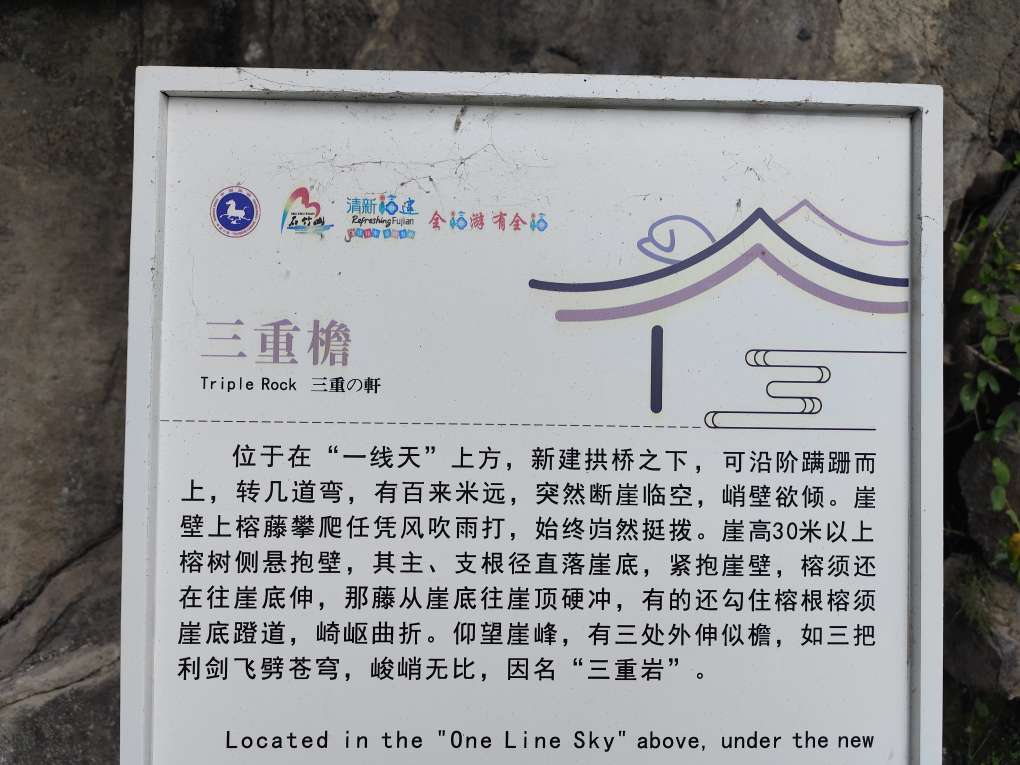 石竹山
清新福建
Refreshing Fujian
全福游 有全福
三重檐
Triple Rock 三重の軒
位于在“一线天”上方，新建拱桥之下，可沿阶蹒跚而
上，转几道弯，有百来米远，突然断崖临空，峭壁欲倾。崖
壁上榕藤攀爬任凭风吹雨打，始终岿然挺拨。崖高30米以上
榕树侧悬抱壁，其主、支根径直落崖底，紧抱崖壁，榕须还
在往崖底伸，那藤从崖底往崖顶硬冲，有的还勾住榕根榕须
崖底蹬道，崎岖曲折。仰望崖峰，有三处外伸似檐，如三把
利剑飞劈苍穹，峻峭无比，因名“三重岩”。
Located in the "One Line Sky" above, under the new